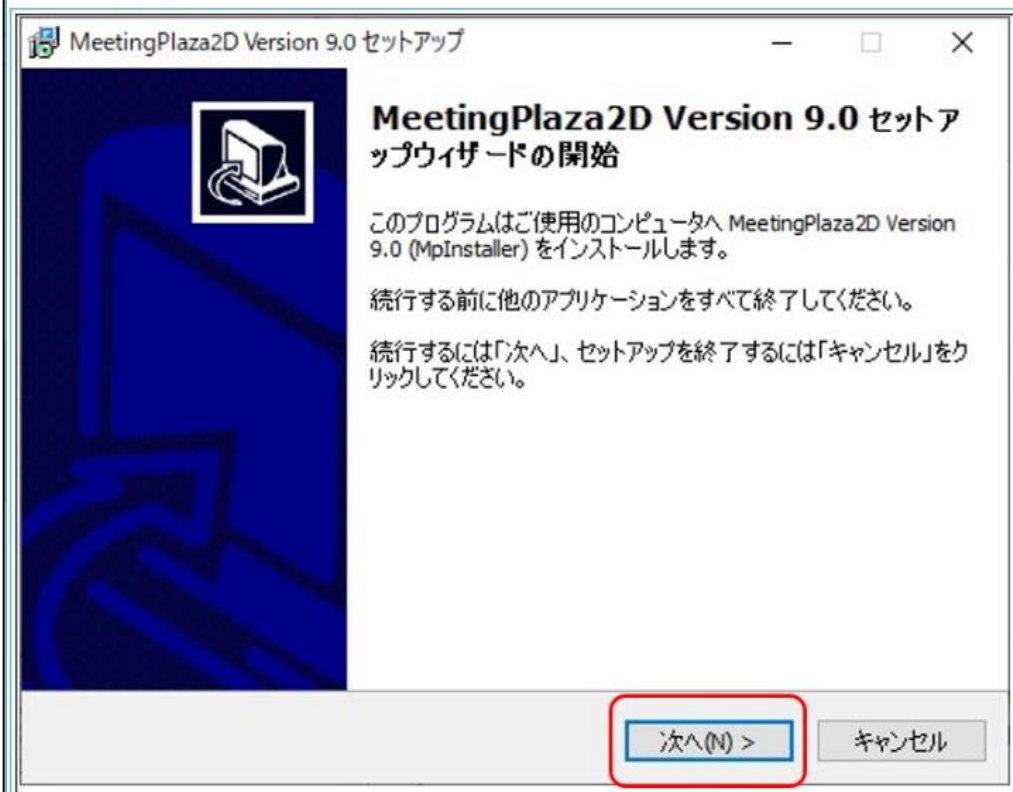 MeetingPlaza2D Version 9.0 セットアップ
MeetingPlaza2D Version 9.0 セットア
ップウィザードの開始
このプログラムはご使用のコンピュータへ MeetingPlaza2D Version
9.0 (MpInstaller) をインストールします。
続行する前に他のアプリケーションをすべて終了してください。
続行するには「次へ」、セットアップを終了するには「キャンセル」をク
リックしてください。
次へ(N) >
キャンセル